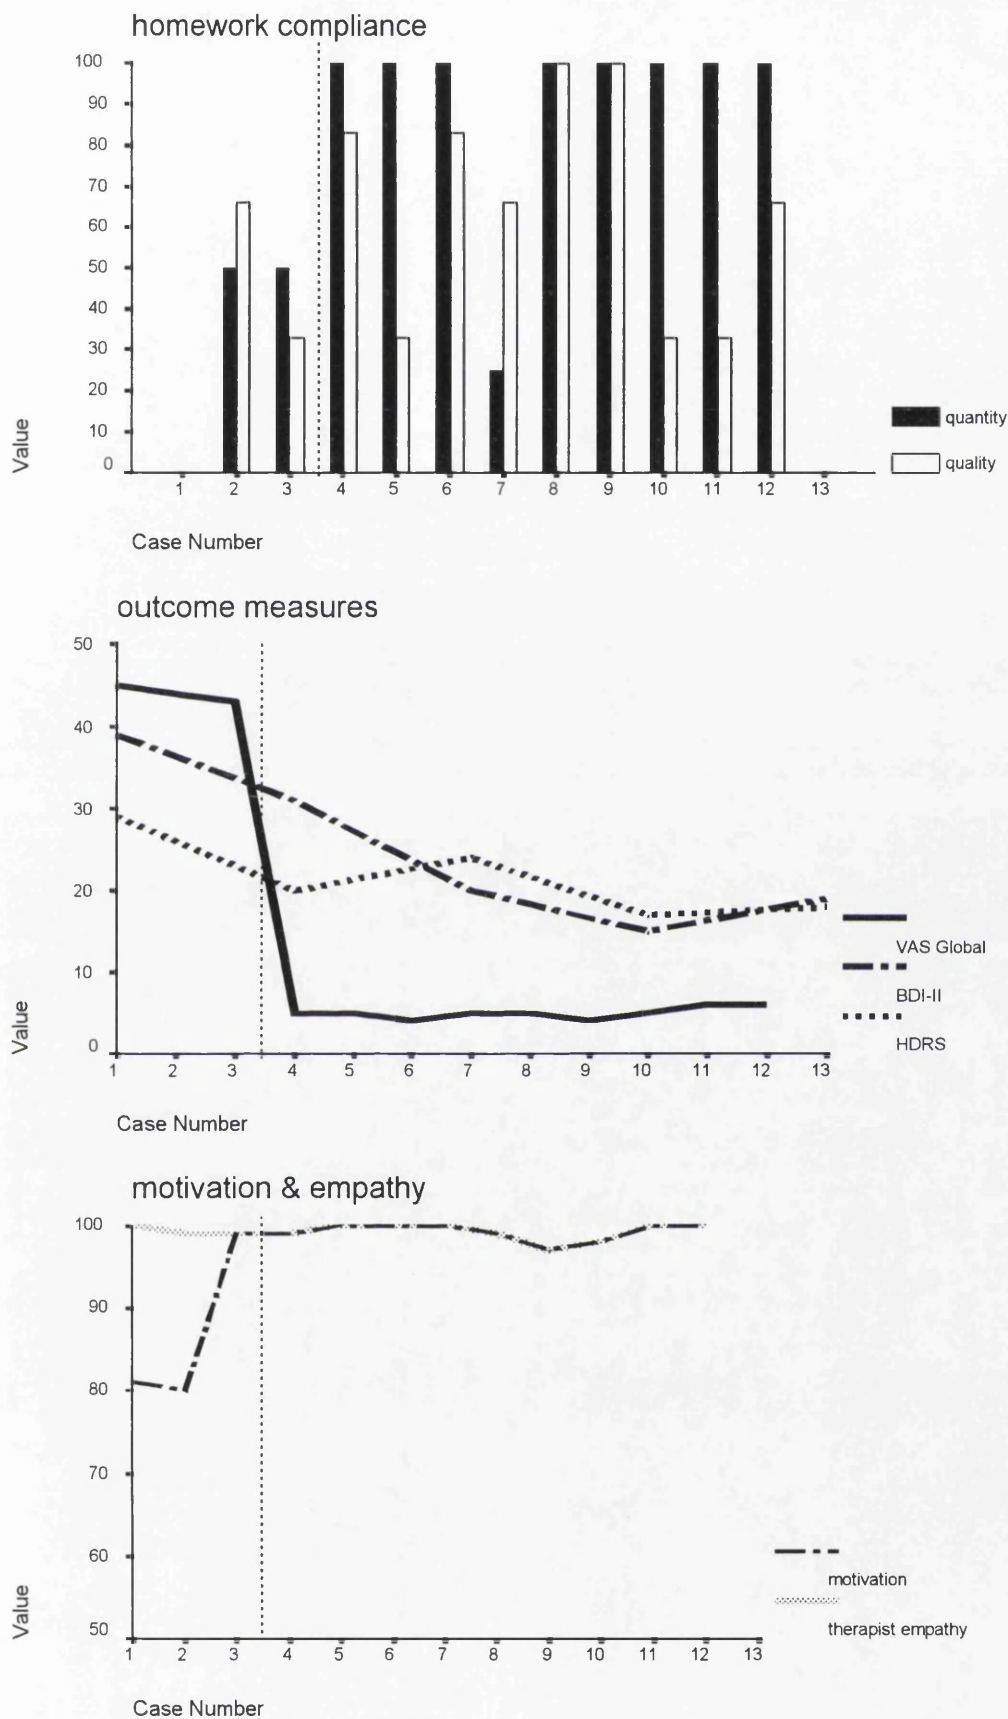 homework compliance
100
90
80
70
60
50
40
30
20
10
0
Value
1 2 3 4 5 6 7 8 9 10 11 12 13
Case Number
quantity
quality
outcome measures
50
40
30
20
10
0
Value
1 2 3 4 5 6 7 8 9 10 11 12 13
Case Number
VAS Global
BDI-II
HDRS
motivation & empathy
100
90
80
70
60
50
Value
1 2 3 4 5 6 7 8 9 10 11 12 13
Case Number
motivation
therapist empathy